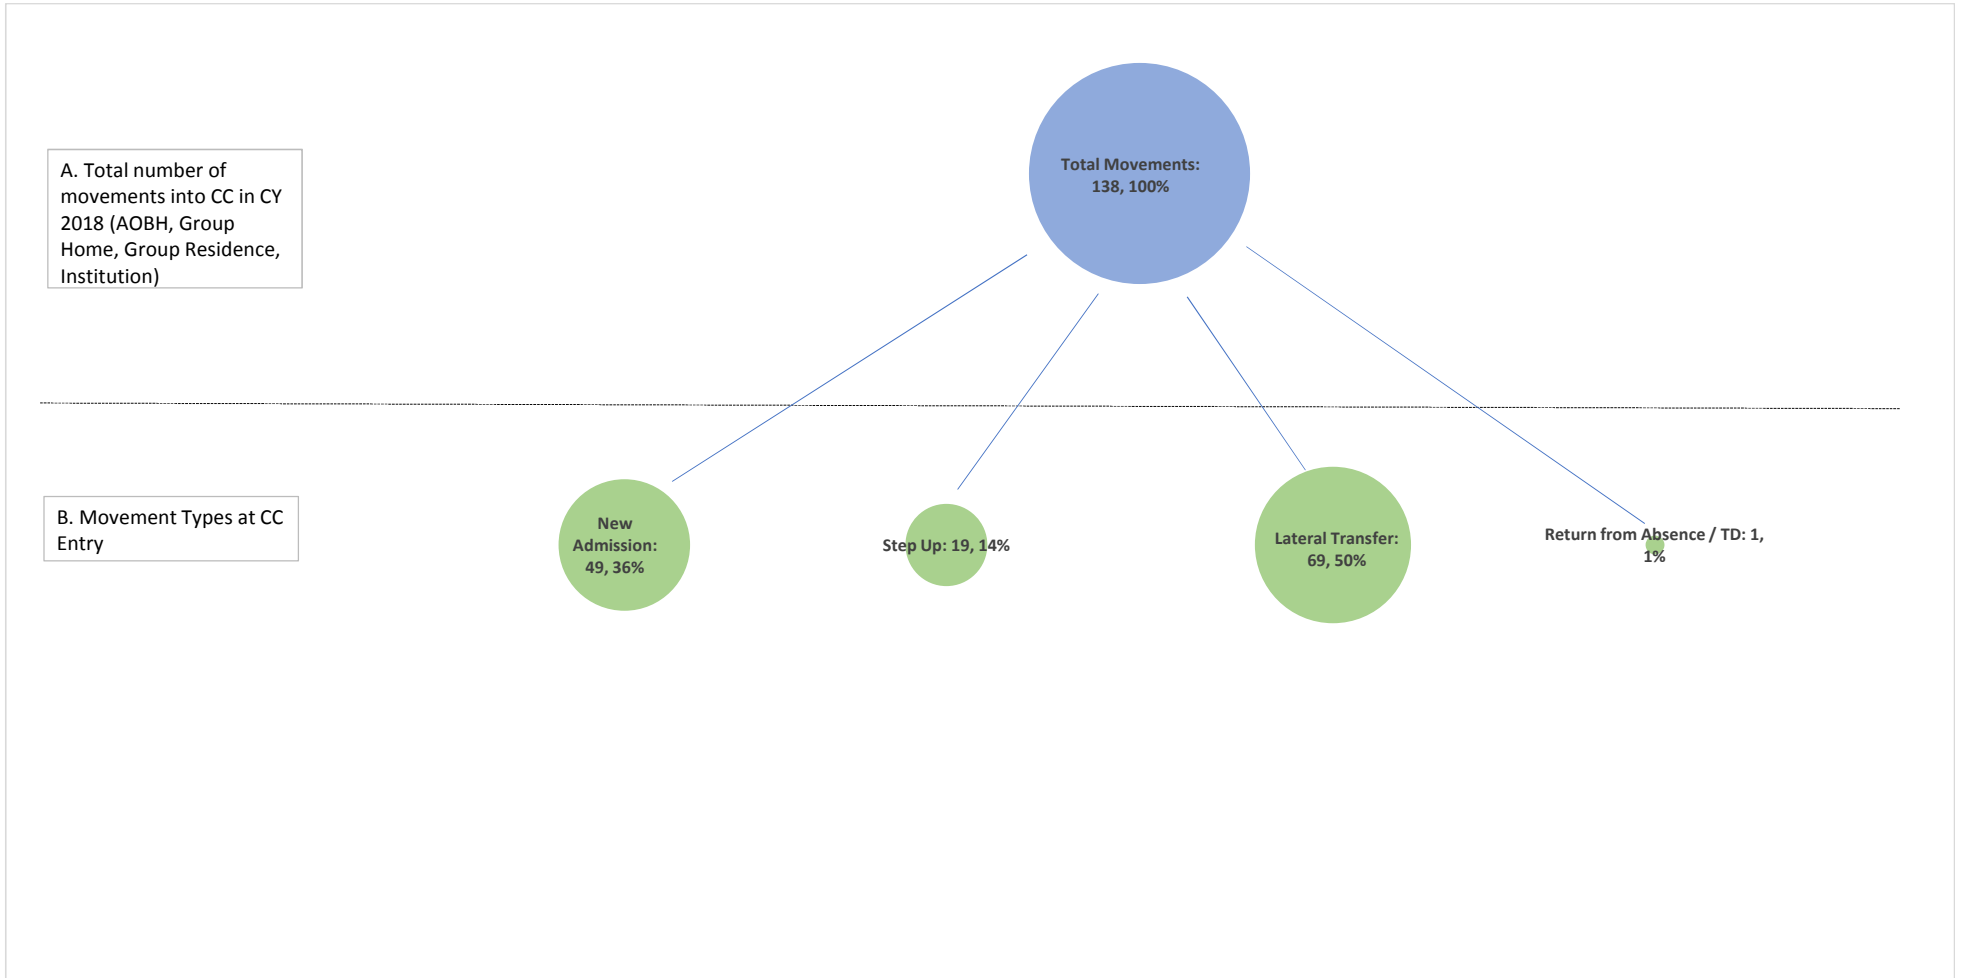 Total Movements:
138, 100%
A. Total number of
movements into CC in CY
2018 (AOBH, Group
Home, Group Residence,
Institution)
B. Movement Types at CC
Entry
New
Admission:
49, 36%
Step Up: 19, 14%
Lateral Transfer:
69, 50%
Return from Absence / TD: 1,
1%